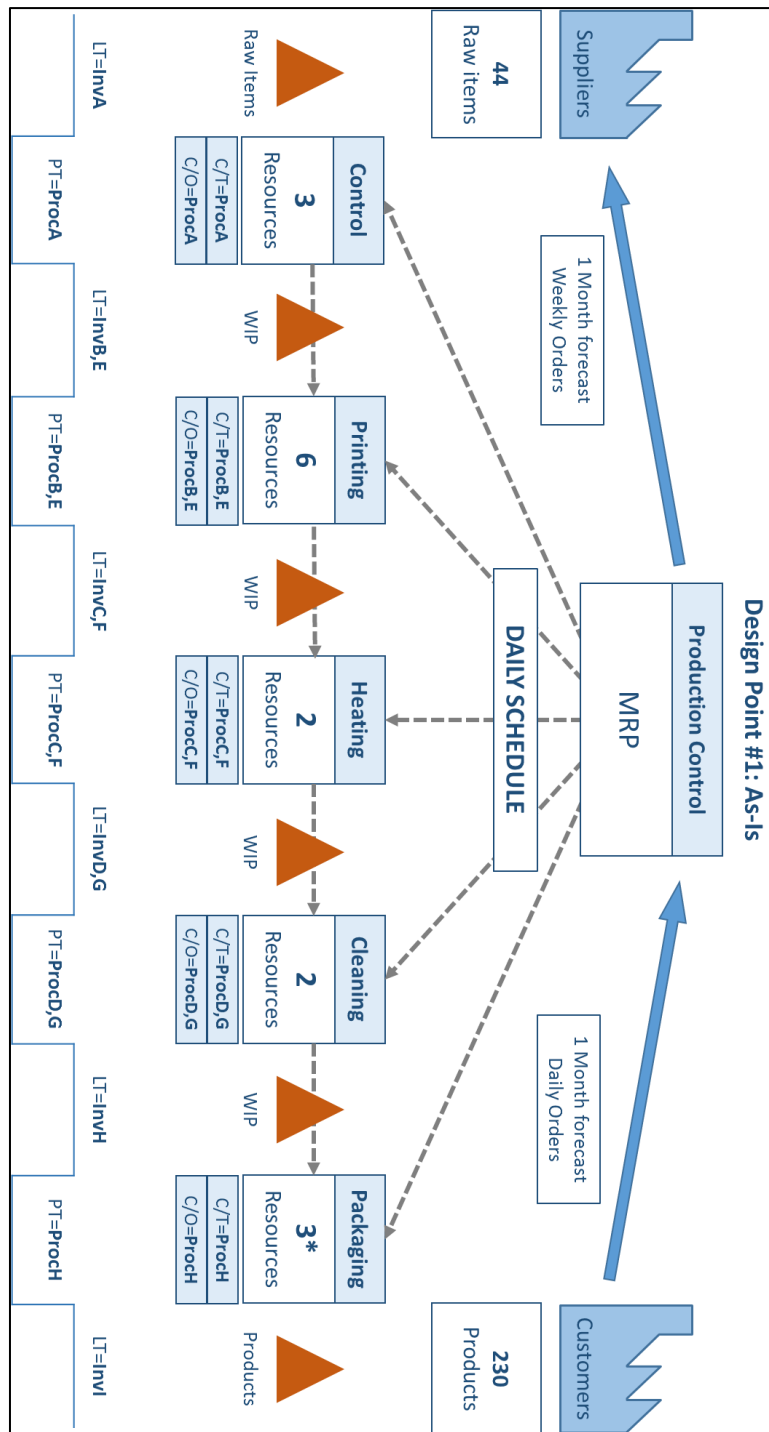 Design Point #1: As-Is
Suppliers
Production Control
MRP
Customers
1 Month forecast
Weekly Orders
1 Month forecast
Daily Orders
44
Raw items
DAILY SCHEDULE
230
Products
Raw Items
Control
3
Resources
C/T=ProcA
C/O=ProcA
WIP
Printing
6
Resources
C/T=ProcB,E
C/O=ProcB,E
WIP
Heating
2
Resources
C/T=ProcC,F
C/O=ProcC,F
WIP
Cleaning
2
Resources
C/T=ProcD,G
C/O=ProcD,G
WIP
Packaging
3*
Resources
C/T=ProcH
C/O=ProcH
Products
LT=InvA
PT=ProcA
LT=InvB,E
PT=ProcB,E
LT=InvC,F
PT=ProcC,F
LT=InvD,G
PT=ProcD,G
LT=InvH
PT=ProcH
LT=InvI